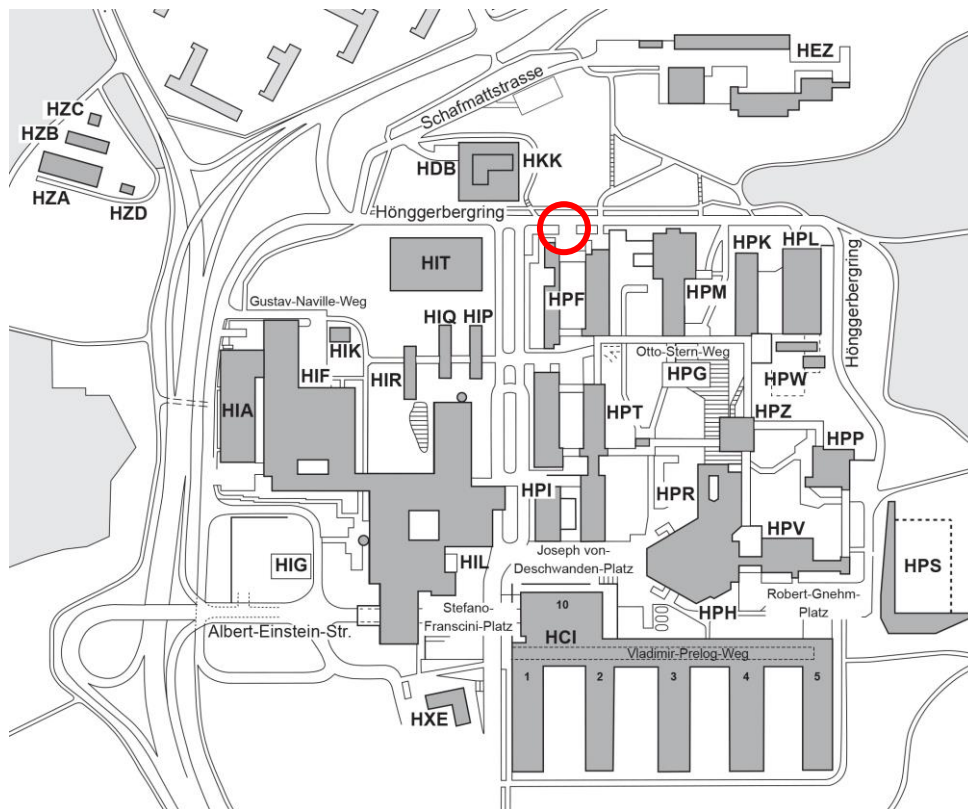 HEZ
Schafmattstrasse
HZC
HZB
HDB
HKK
HZA
HZD
Hönggerbergring
HIT
HPF
HPM
HPK
HPL
Hönggerbergring
Gustav-Naville-Weg
HIQ
HIP
HIK
HIR
HIF
Otto-Stern-Weg
HPG
HPW
HIA
HPT
HPZ
HPP
HPI
HPR
HPV
HPS
HIG
HIL
Joseph von-
Deschwanden-Platz
HPH
Robert-Gnehm-
Platz
Albert-Einstein-Str.
Stefano-
Franscini-Platz
10
HCI
Vladimir-Prelog-Weg
1
2
3
4
5
HXE